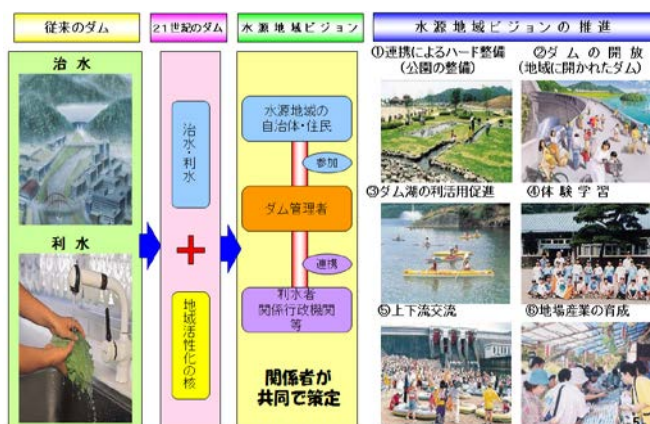 従来のダム
治水
利水
21世紀のダム
治水・利水
＋
地域活性化の核
水源地域ビジョン
水源地域の
自治体・住民
参加
ダム管理者
連携
利水者
関係行政機関
等
関係者が
共同で策定
水源地域ビジョンの推進
①連携によるハード整備
(公園の整備)
②ダムの開放
(地域に開かれたダム)
③ダム湖の利活用促進
④体験学習
⑤上下流交流
⑥地場産業の育成
5